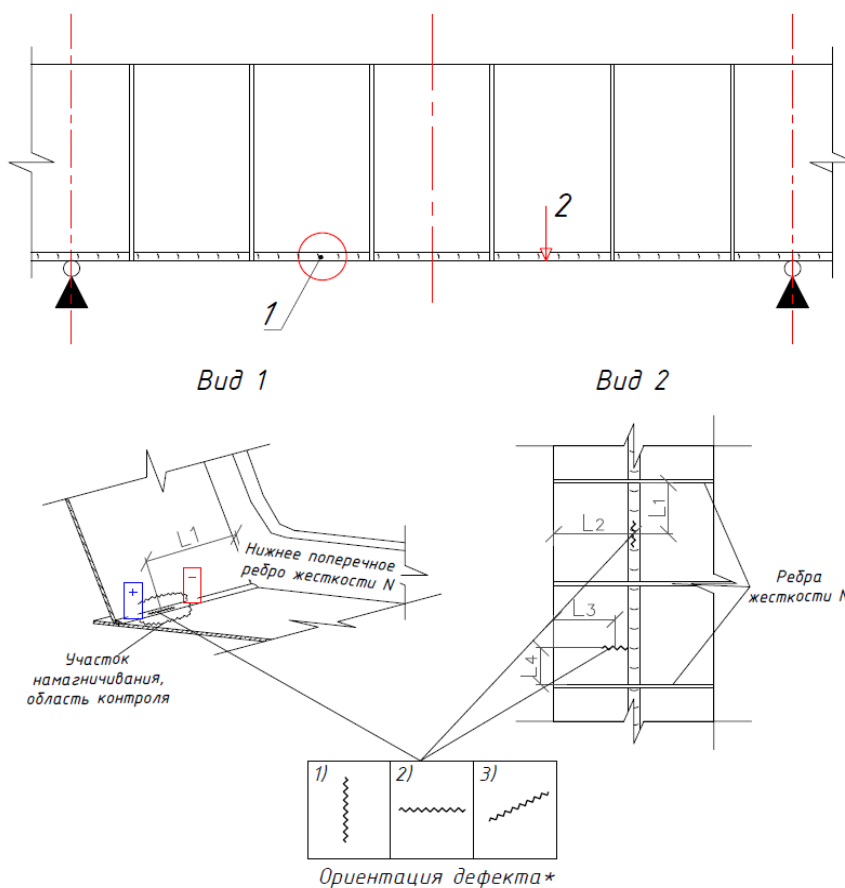 2
1
Вид 1
Вид 2
L1
Нижнее поперечное
ребро жесткости N
+
−
Участок
намагничивания,
область контроля
L2
L1
L3
L4
Ребра
жесткости N
1)
2)
3)
Ориентация дефекта*